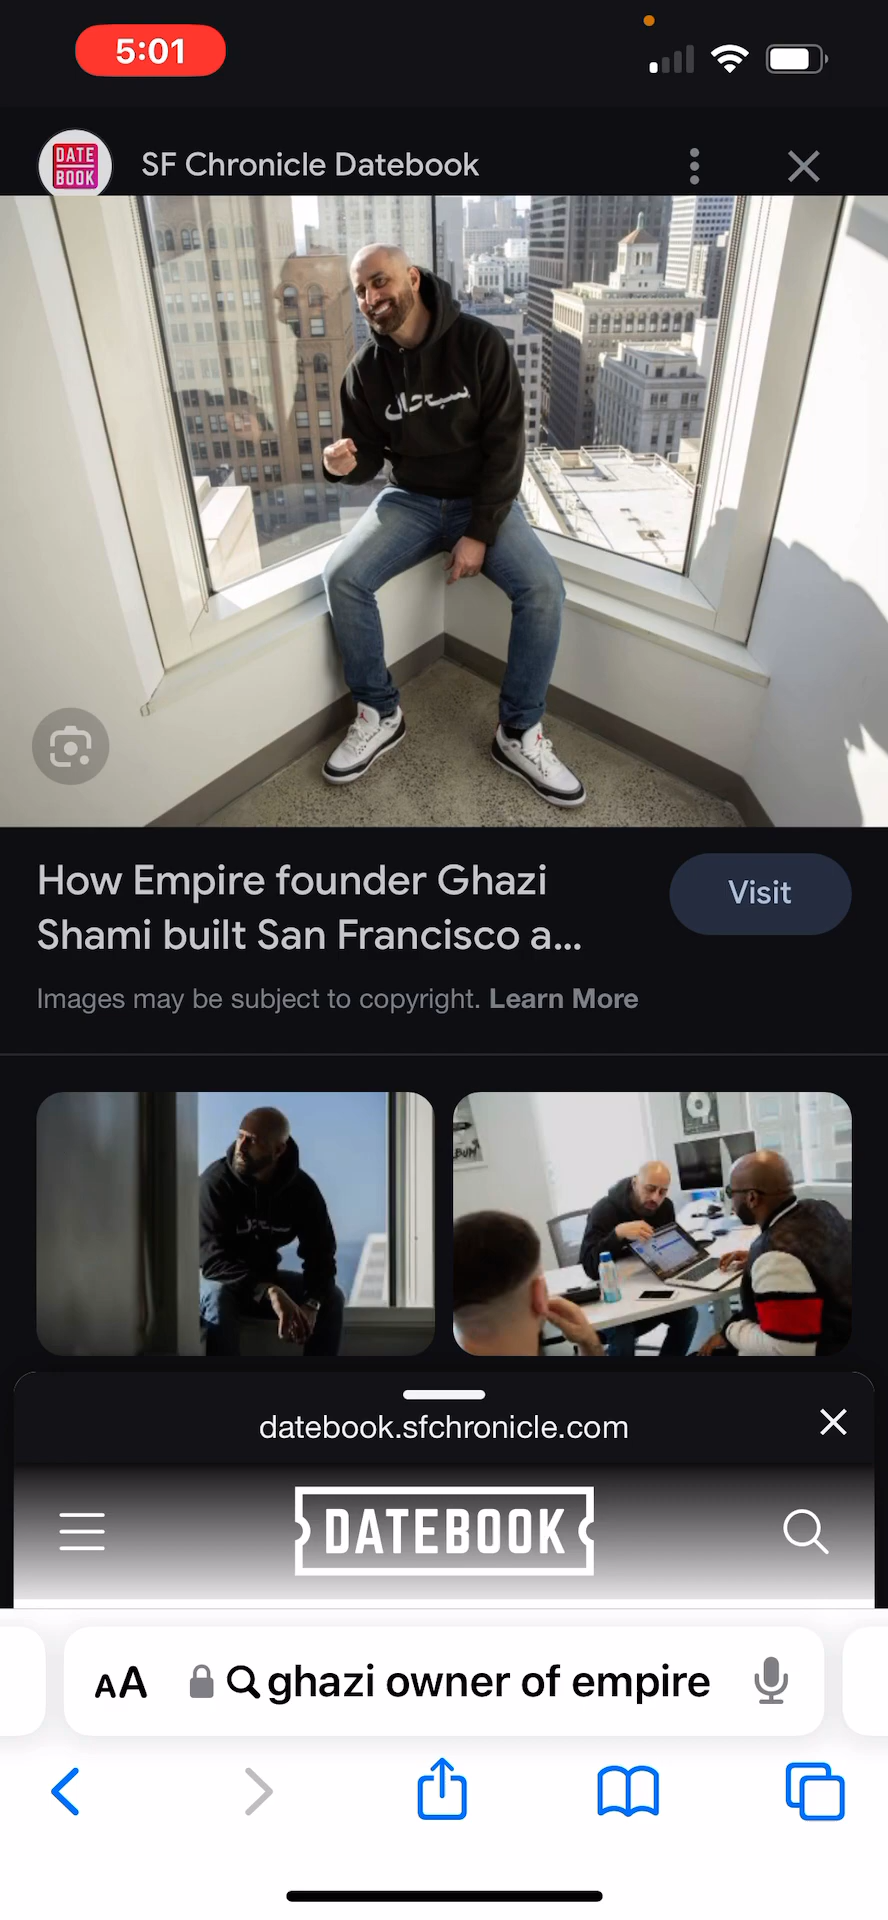 5:01
DATE
BOOK
SF Chronicle Datebook
سبحان
How Empire founder Ghazi
Shami built San Francisco a...
Visit
Images may be subject to copyright. Learn More
datebook.sfchronicle.com
DATEBOOK
AA ghazi owner of empire